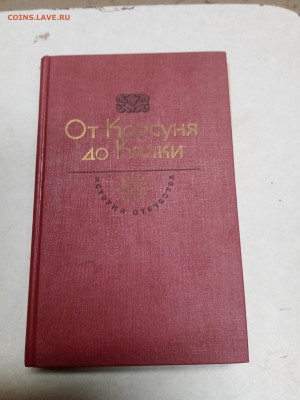 COINS.LAVE.RU
От Корсуня
до Калки
ИСТОРИЯ ОТЕЧЕСТВА